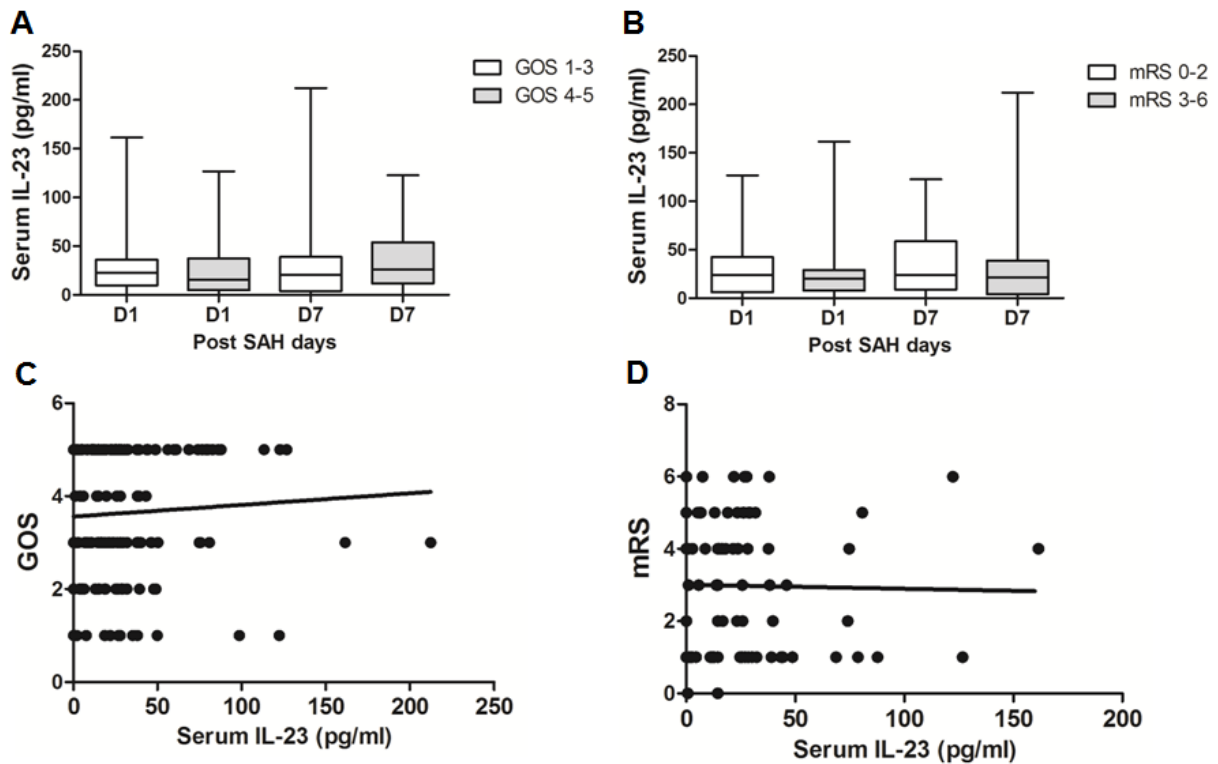 A
Serum IL-23 (pg/ml)
250
200
150
100
50
0
D1 D1 D7 D7
Post SAH days
GOS 1-3
GOS 4-5
B
Serum IL-23 (pg/ml)
250
200
150
100
50
0
D1 D1 D7 D7
Post SAH days
mRS 0-2
mRS 3-6
C
GOS
6
4
2
0
0 50 100 150 200 250
Serum IL-23 (pg/ml)
D
mRS
8
6
4
2
0
0 50 100 150 200
Serum IL-23 (pg/ml)